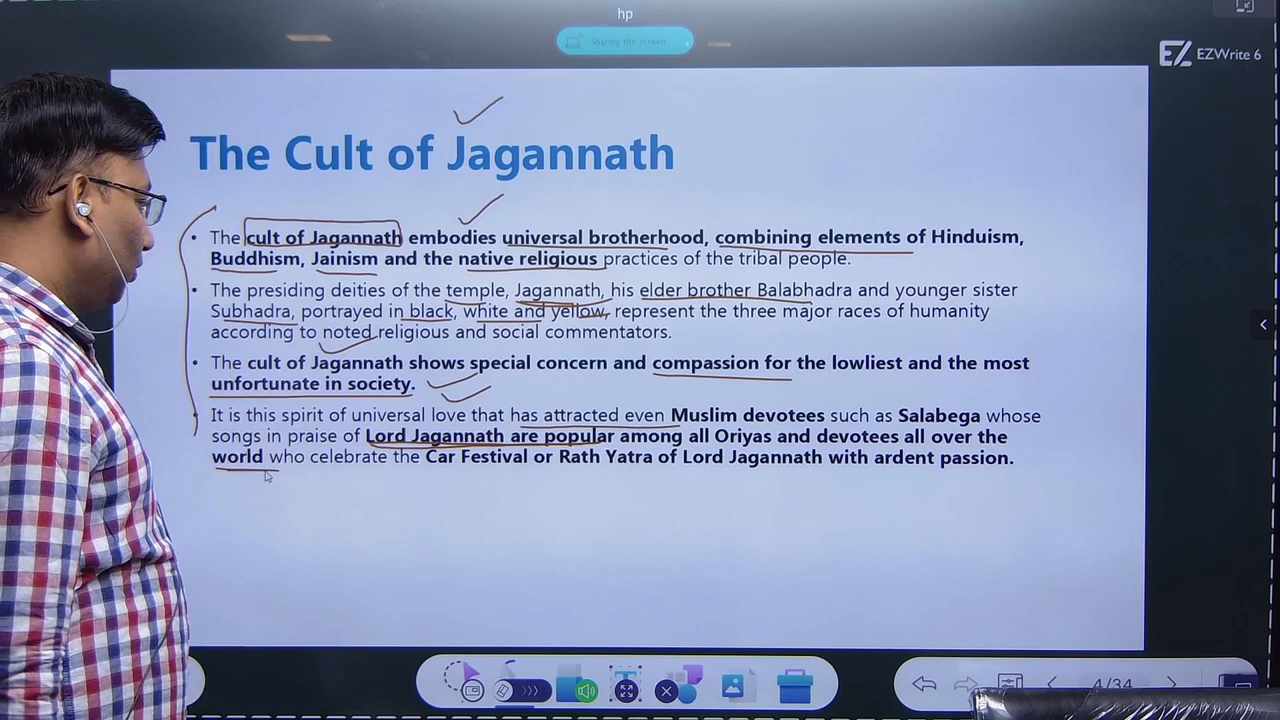 hp
Sharing the screen
EZWrite 6
The Cult of Jagannath
• The cult of Jagannath embodies universal brotherhood, combining elements of Hinduism,
Buddhism, Jainism and the native religious practices of the tribal people.
• The presiding deities of the temple, Jagannath, his elder brother Balabhadra and younger sister
Subhadra, portrayed in black, white and yellow, represent the three major races of humanity
according to noted religious and social commentators.
• The cult of Jagannath shows special concern and compassion for the lowliest and the most
unfortunate in society.
• It is this spirit of universal love that has attracted even Muslim devotees such as Salabega whose
songs in praise of Lord Jagannath are popular among all Oriyas and devotees all over the
world who celebrate the Car Festival or Rath Yatra of Lord Jagannath with ardent passion.
4/34